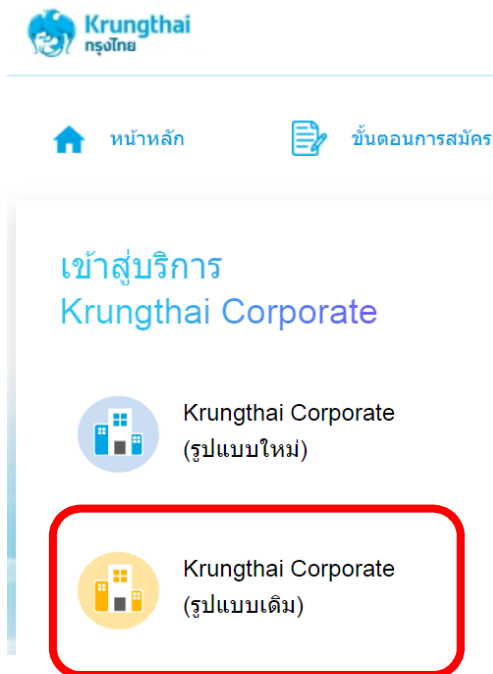 Krungthai
กรุงไทย
หน้าหลัก
ขั้นตอนการสมัคร
เข้าสู่บริการ
Krungthai Corporate
Krungthai Corporate
(รูปแบบใหม่)
Krungthai Corporate
(รูปแบบเดิม)